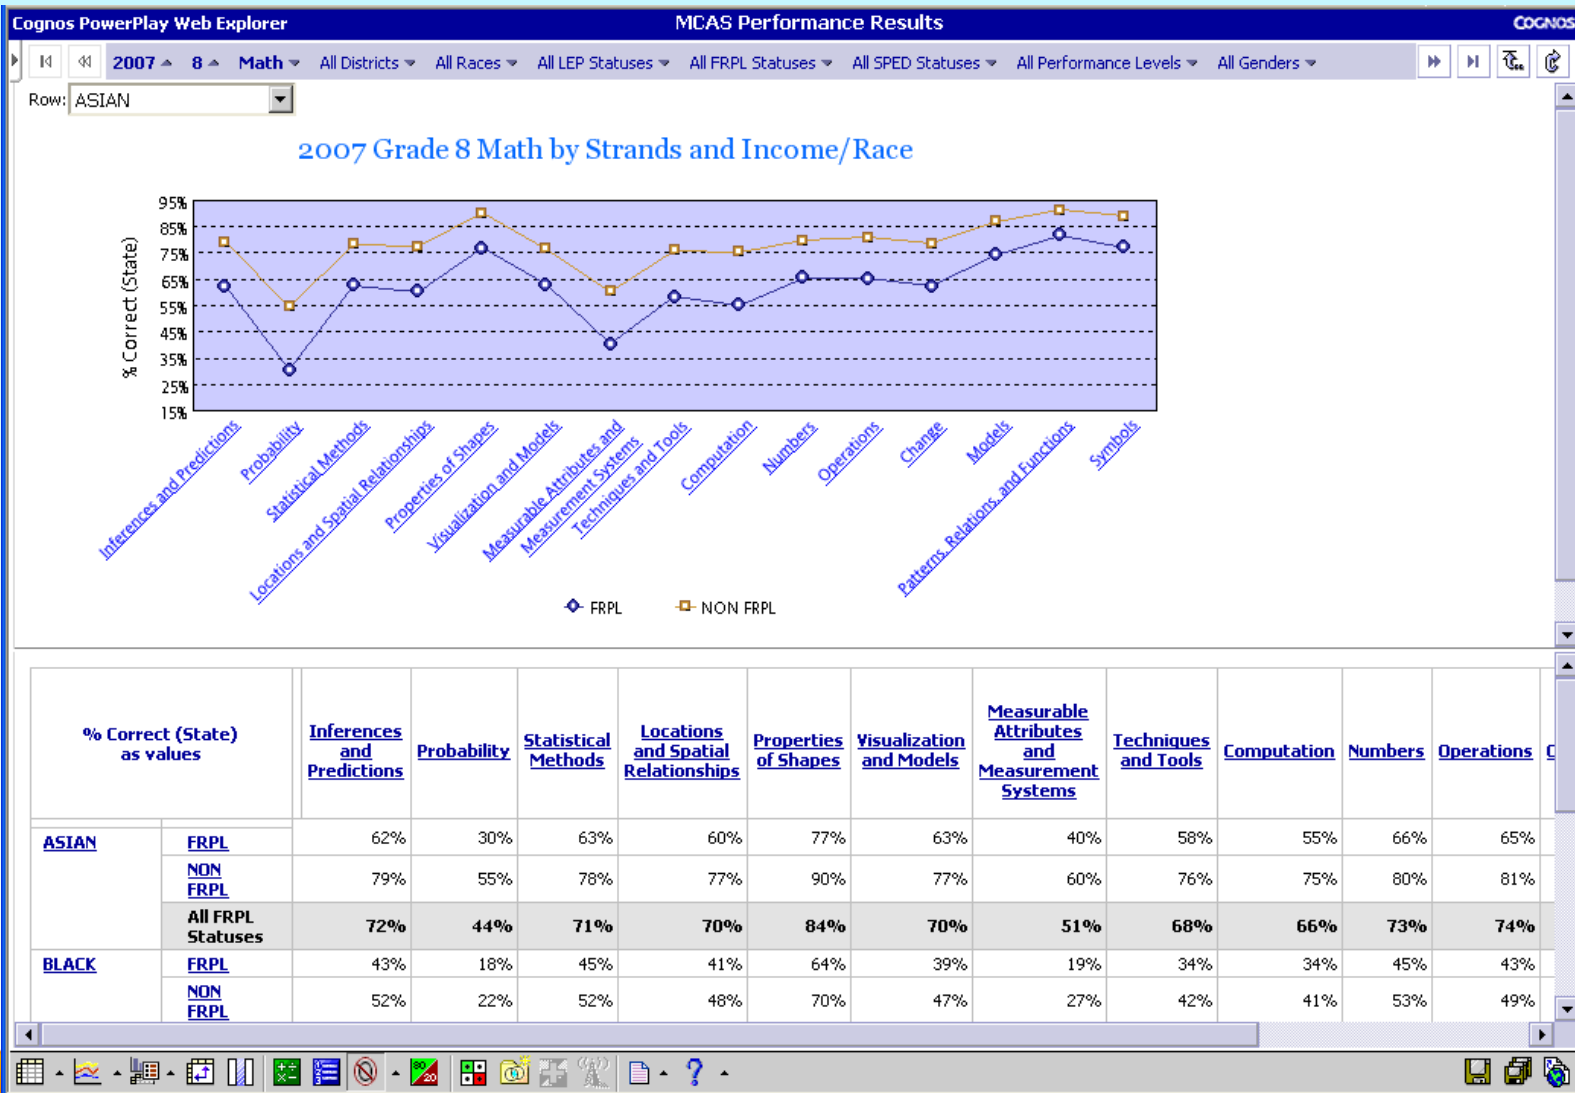 Cognos PowerPlay Web Explorer MCAS Performance Results COGNOS
2007 8 Math All Districts All Races All LEP Statuses All FRPL Statuses All SPED Statuses All Performance Levels All Genders
Row: ASIAN
2007 Grade 8 Math by Strands and Income/Race
% Correct (State)
95%
85%
75%
65%
55%
45%
35%
25%
15%
Inferences and Predictions
Probability
Statistical Methods
Locations and Spatial Relationships
Properties of Shapes
Visualization and Models
Measurable Attributes and
Measurement Systems
Techniques and Tools
Computation
Numbers
Operations
Change
Models
Patterns, Relations, and Functions
Symbols
FRPL NON FRPL
% Correct (State)
as values
Inferences
and
Predictions
Probability
Statistical
Methods
Locations
and Spatial
Relationships
Properties
of Shapes
Visualization
and Models
Measurable
Attributes
and
Measurement
Systems
Techniques
and Tools
Computation
Numbers
Operations
ASIAN FRPL 62% 30% 63% 60% 77% 63% 40% 58% 55% 66% 65%
NON
FRPL 79% 55% 78% 77% 90% 77% 60% 76% 75% 80% 81%
All FRPL
Statuses 72% 44% 71% 70% 84% 70% 51% 68% 66% 73% 74%
BLACK FRPL 43% 18% 45% 41% 64% 39% 19% 34% 34% 45% 43%
NON
FRPL 52% 22% 52% 48% 70% 47% 27% 42% 41% 53% 49%
80
20